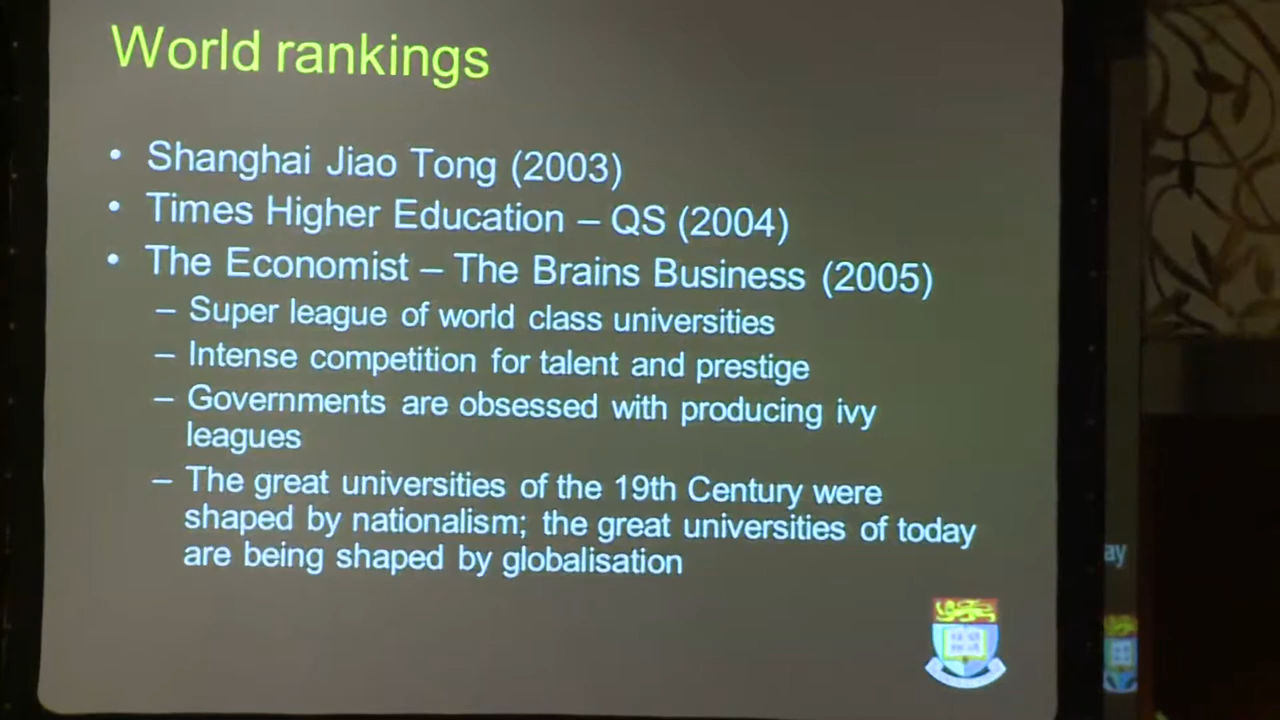 World rankings
• Shanghai Jiao Tong (2003)
• Times Higher Education – QS (2004)
• The Economist – The Brains Business (2005)
– Super league of world class universities
– Intense competition for talent and prestige
– Governments are obsessed with producing ivy
leagues
– The great universities of the 19th Century were
shaped by nationalism; the great universities of today
are being shaped by globalisation
ay